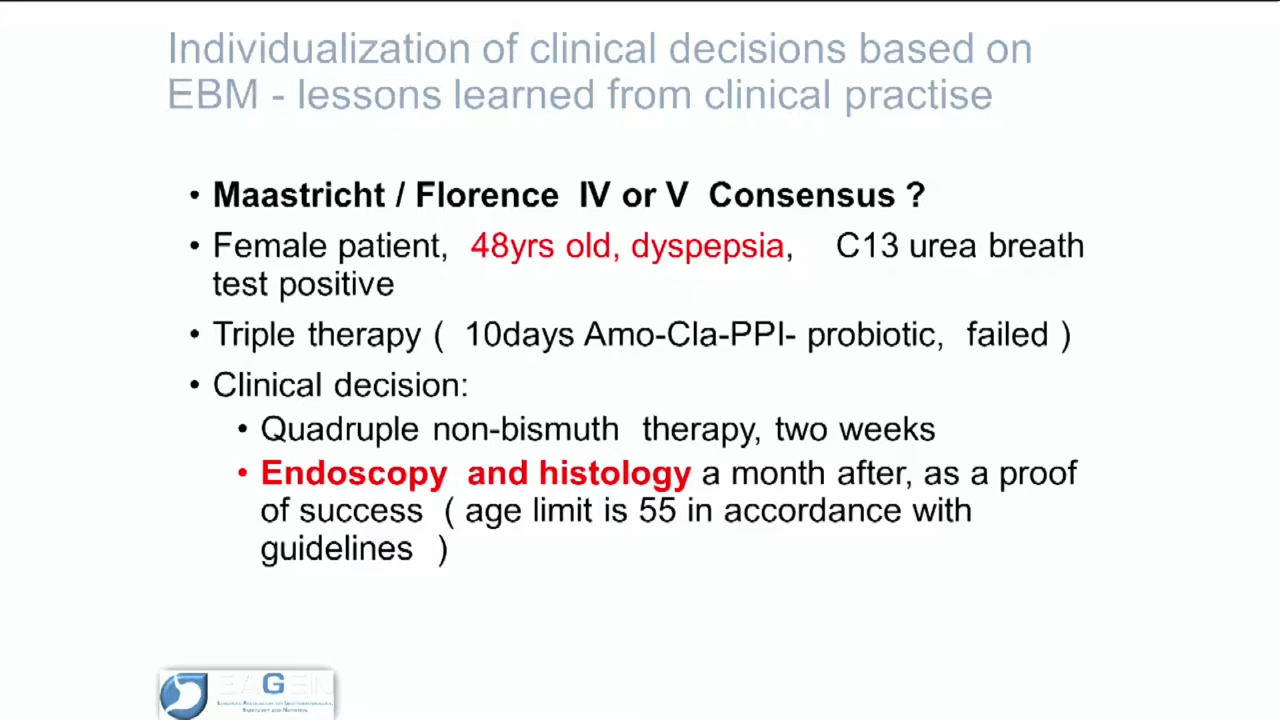 Individualization of clinical decisions based on
EBM - lessons learned from clinical practise
• Maastricht / Florence IV or V Consensus ?
• Female patient, 48yrs old, dyspepsia, C13 urea breath
test positive
• Triple therapy ( 10days Amo-Cla-PPI- probiotic, failed )
• Clinical decision:
• Quadruple non-bismuth therapy, two weeks
• Endoscopy and histology a month after, as a proof
of success ( age limit is 55 in accordance with
guidelines )